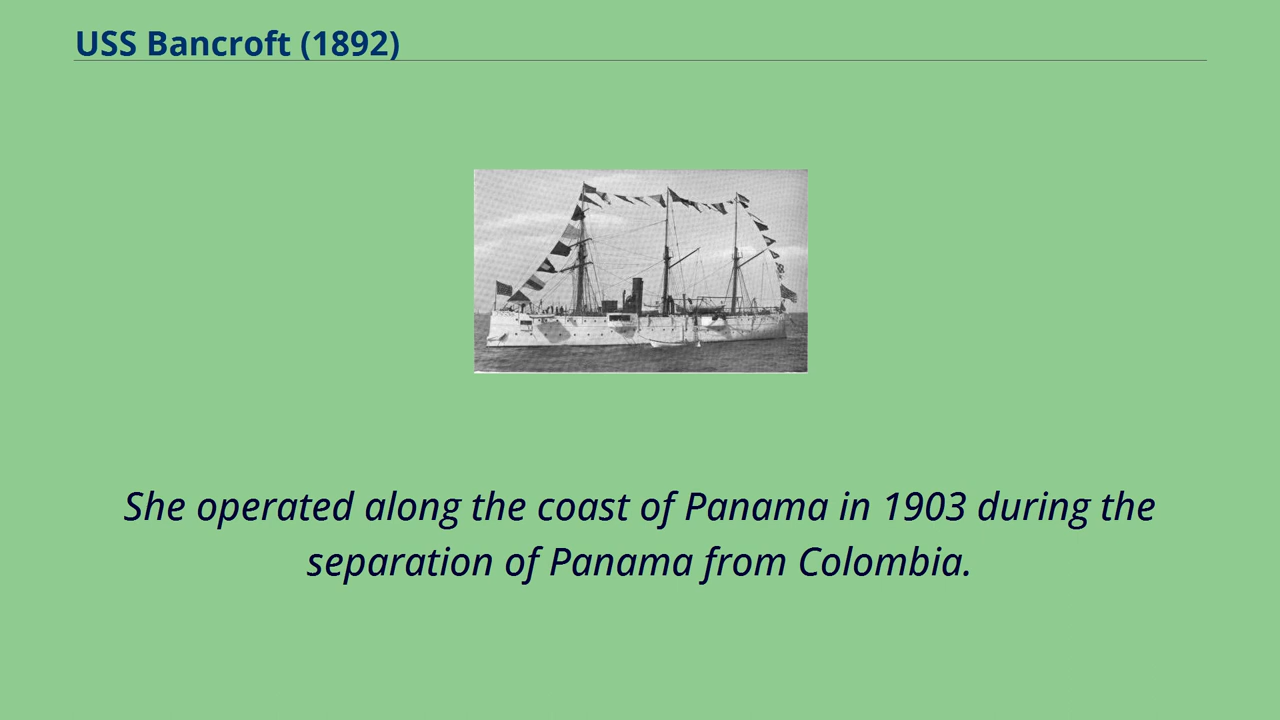 USS Bancroft (1892)
She operated along the coast of Panama in 1903 during the
separation of Panama from Colombia.